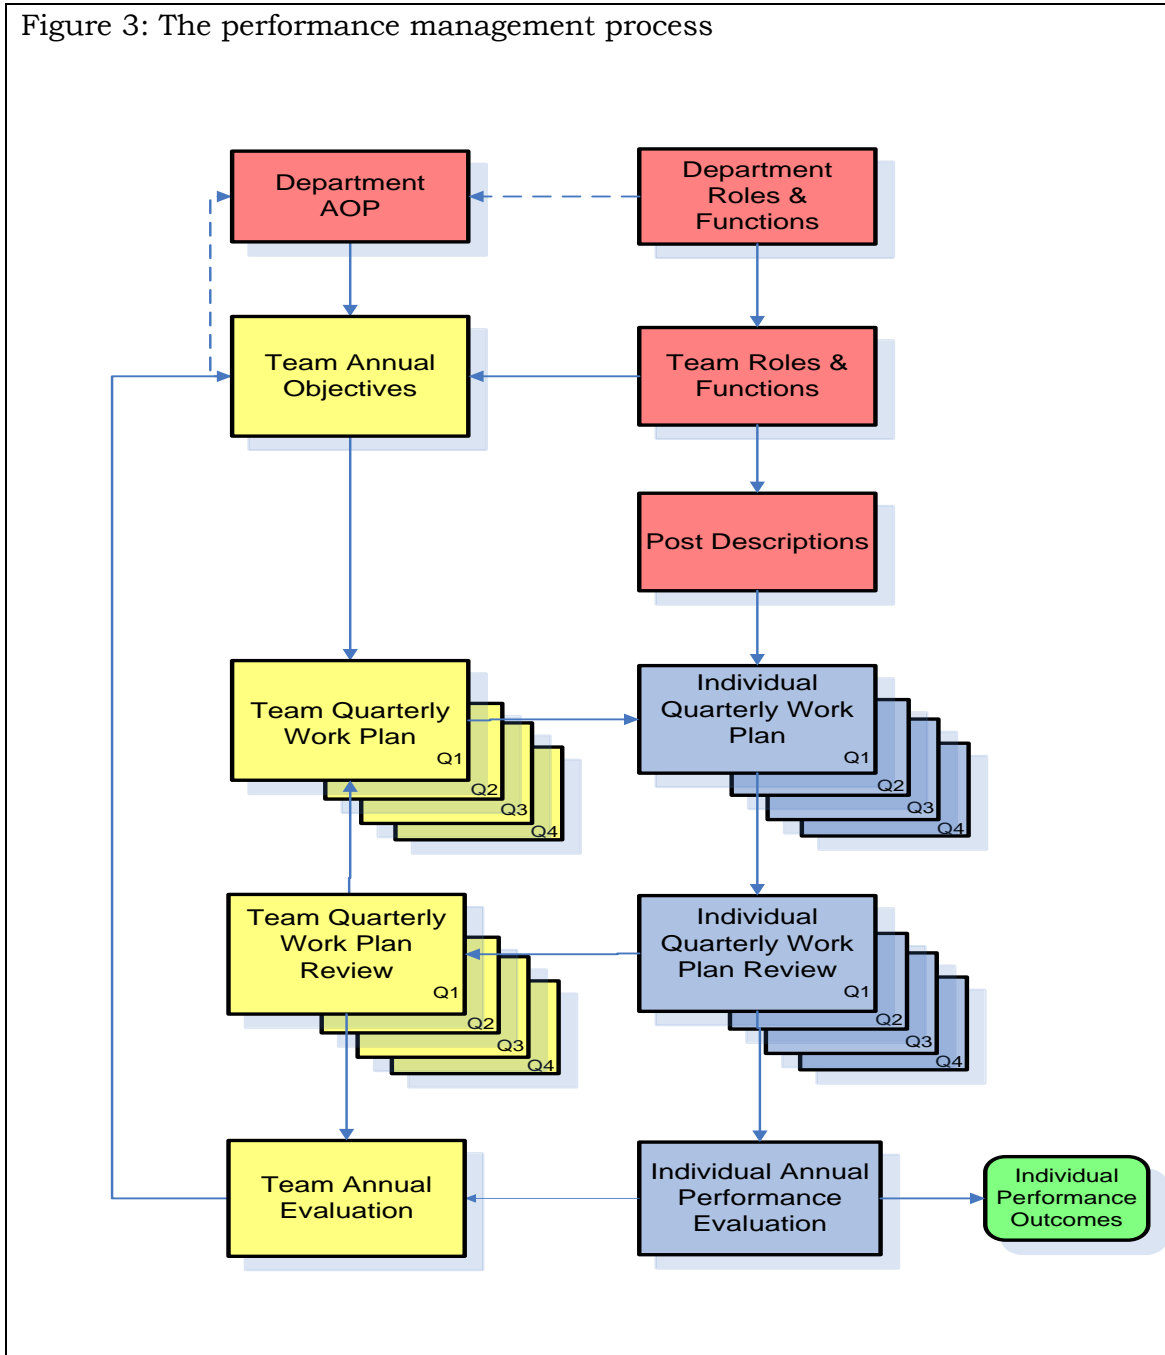 Figure 3: The performance management process
Department
AOP
Department
Roles &
Functions
Team Annual
Objectives
Team Roles &
Functions
Post Descriptions
Team Quarterly
Work Plan
Q1
Q2
Q3
Q4
Individual
Quarterly Work
Plan
Q1
Q2
Q3
Q4
Team Quarterly
Work Plan
Review
Q1
Q2
Q3
Q4
Individual
Quarterly Work
Plan Review
Q1
Q2
Q3
Q4
Team Annual
Evaluation
Individual Annual
Performance
Evaluation
Individual
Performance
Outcomes